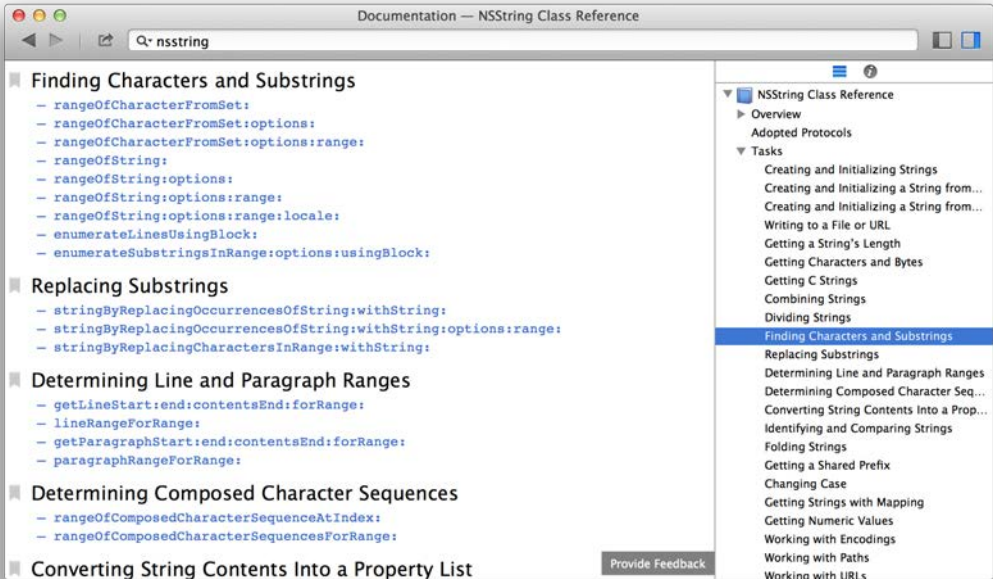 Documentation — NSString Class Reference
nsstring
Finding Characters and Substrings
– rangeOfCharacterFromSet:
– rangeOfCharacterFromSet:options:
– rangeOfCharacterFromSet:options:range:
– rangeOfString:
– rangeOfString:options:
– rangeOfString:options:range:
– rangeOfString:options:range:locale:
– enumerateLinesUsingBlock:
– enumerateSubstringsInRange:options:usingBlock:
Replacing Substrings
– stringByReplacingOccurrencesOfString:withString:
– stringByReplacingOccurrencesOfString:withString:options:range:
– stringByReplacingCharactersInRange:withString:
Determining Line and Paragraph Ranges
– getLineStart:end:contentsEnd:forRange:
– lineRangeForRange:
– getParagraphStart:end:contentsEnd:forRange:
– paragraphRangeForRange:
Determining Composed Character Sequences
– rangeOfComposedCharacterSequenceAtIndex:
– rangeOfComposedCharacterSequencesForRange:
Converting String Contents Into a Property List
Provide Feedback
NSString Class Reference
Overview
Adopted Protocols
Tasks
Creating and Initializing Strings
Creating and Initializing a String from...
Creating and Initializing a String from...
Writing to a File or URL
Getting a String's Length
Getting Characters and Bytes
Getting C Strings
Combining Strings
Dividing Strings
Finding Characters and Substrings
Replacing Substrings
Determining Line and Paragraph Ranges
Determining Composed Character Seq...
Converting String Contents Into a Prop...
Identifying and Comparing Strings
Folding Strings
Getting a Shared Prefix
Changing Case
Getting Strings with Mapping
Getting Numeric Values
Working with Encodings
Working with Paths
Working with URLs